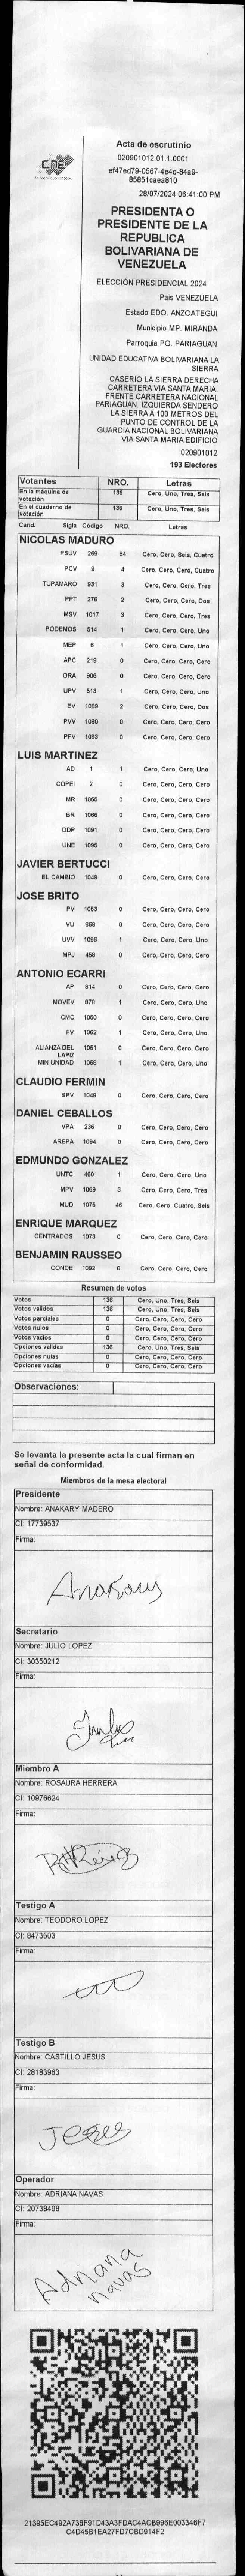 CNE
Acta de escrutinio
020901012.01.1.0001
ef47ed79-0567-4e4d-84a9-
85851caea810
28/07/2024 06:41:00 PM
PRESIDENTA O
PRESIDENTE DE LA
REPUBLICA
BOLIVARIANA DE
VENEZUELA
ELECCIÓN PRESIDENCIAL 2024
Pais VENEZUELA
Estado EDO. ANZOATEGUI
Municipio MP. MIRANDA
Parroquia PQ. PARIAGUAN
UNIDAD EDUCATIVA BOLIVARIANA LA
SIERRA
CASERIO LA SIERRA DERECHA
CARRETERA VIA SANTA MARIA.
FRENTE CARRETERA NACIONAL
PARIAGUAN. IZQUIERDA SENDERO
LA SIERRA A 100 METROS DEL
PUNTO DE CONTROL DE LA
GUARDIA NACIONAL BOLIVARIANA
VIA SANTA MARIA EDIFICIO
020901012
193 Electores
Votantes NRO. Letras
En la máquina de votación 136 Cero, Uno, Tres, Seis
En el cuaderno de votación 136 Cero, Uno, Tres, Seis
Cand. Sigla Código NRO. Letras
NICOLAS MADURO
PSUV 269 64 Cero, Cero, Seis, Cuatro
PCV 9 4 Cero, Cero, Cero, Cuatro
TUPAMARO 931 3 Cero, Cero, Cero, Tres
PPT 276 2 Cero, Cero, Cero, Dos
MSV 1017 3 Cero, Cero, Cero, Tres
PODEMOS 514 1 Cero, Cero, Cero, Uno
MEP 6 1 Cero, Cero, Cero, Uno
APC 219 0 Cero, Cero, Cero, Cero
ORA 906 0 Cero, Cero, Cero, Cero
UPV 513 1 Cero, Cero, Cero, Uno
EV 1089 2 Cero, Cero, Cero, Dos
PVV 1090 0 Cero, Cero, Cero, Cero
PFV 1093 0 Cero, Cero, Cero, Cero
LUIS MARTINEZ
AD 1 1 Cero, Cero, Cero, Uno
COPEI 2 0 Cero, Cero, Cero, Cero
MR 1065 0 Cero, Cero, Cero, Cero
BR 1066 0 Cero, Cero, Cero, Cero
DDP 1091 0 Cero, Cero, Cero, Cero
UNE 1095 0 Cero, Cero, Cero, Cero
JAVIER BERTUCCI
EL CAMBIO 1048 0 Cero, Cero, Cero, Cero
JOSE BRITO
PV 1053 0 Cero, Cero, Cero, Cero
VU 868 0 Cero, Cero, Cero, Cero
UVV 1096 1 Cero, Cero, Cero, Uno
MPJ 458 0 Cero, Cero, Cero, Cero
ANTONIO ECARRI
AP 814 0 Cero, Cero, Cero, Cero
MOVEV 878 1 Cero, Cero, Cero, Uno
CMC 1050 0 Cero, Cero, Cero, Cero
FV 1062 1 Cero, Cero, Cero, Uno
ALIANZA DEL LAPIZ 1051 0 Cero, Cero, Cero, Cero
MIN UNIDAD 1068 1 Cero, Cero, Cero, Uno
CLAUDIO FERMIN
SPV 1049 0 Cero, Cero, Cero, Cero
DANIEL CEBALLOS
VPA 236 0 Cero, Cero, Cero, Cero
AREPA 1094 0 Cero, Cero, Cero, Cero
EDMUNDO GONZALEZ
UNTC 460 1 Cero, Cero, Cero, Uno
MPV 1069 3 Cero, Cero, Cero, Tres
MUD 1075 46 Cero, Cero, Cuatro, Seis
ENRIQUE MARQUEZ
CENTRADOS 1073 0 Cero, Cero, Cero, Cero
BENJAMIN RAUSSEO
CONDE 1092 0 Cero, Cero, Cero, Cero
Resumen de votos
Votos 136 Cero, Uno, Tres, Seis
Votos validos 136 Cero, Uno, Tres, Seis
Votos parciales 0 Cero, Cero, Cero, Cero
Votos nulos 0 Cero, Cero, Cero, Cero
Votos vacios 0 Cero, Cero, Cero, Cero
Opciones validas 136 Cero, Uno, Tres, Seis
Opciones nulas 0 Cero, Cero, Cero, Cero
Opciones vacias 0 Cero, Cero, Cero, Cero
Observaciones:
Se levanta la presente acta la cual firman en
señal de conformidad.
Miembros de la mesa electoral
Presidente
Nombre: ANAKARY MADERO
CI: 17739537
Firma:
Anakary
Secretario
Nombre: JULIO LOPEZ
CI: 30350212
Firma:
Miembro A
Nombre: ROSAURA HERRERA
CI: 10976624
Firma:
Testigo A
Nombre: TEODORO LOPEZ
CI: 8473503
Firma:
Testigo B
Nombre: CASTILLO JESUS
CI: 28183963
Firma:
Operador
Nombre: ADRIANA NAVAS
CI: 20738498
Firma:
Adriana
navas
21395EC492A738F91D43A3FDAC4ACB996E003346F7
C4D45B1EA27FD7CBD914F2